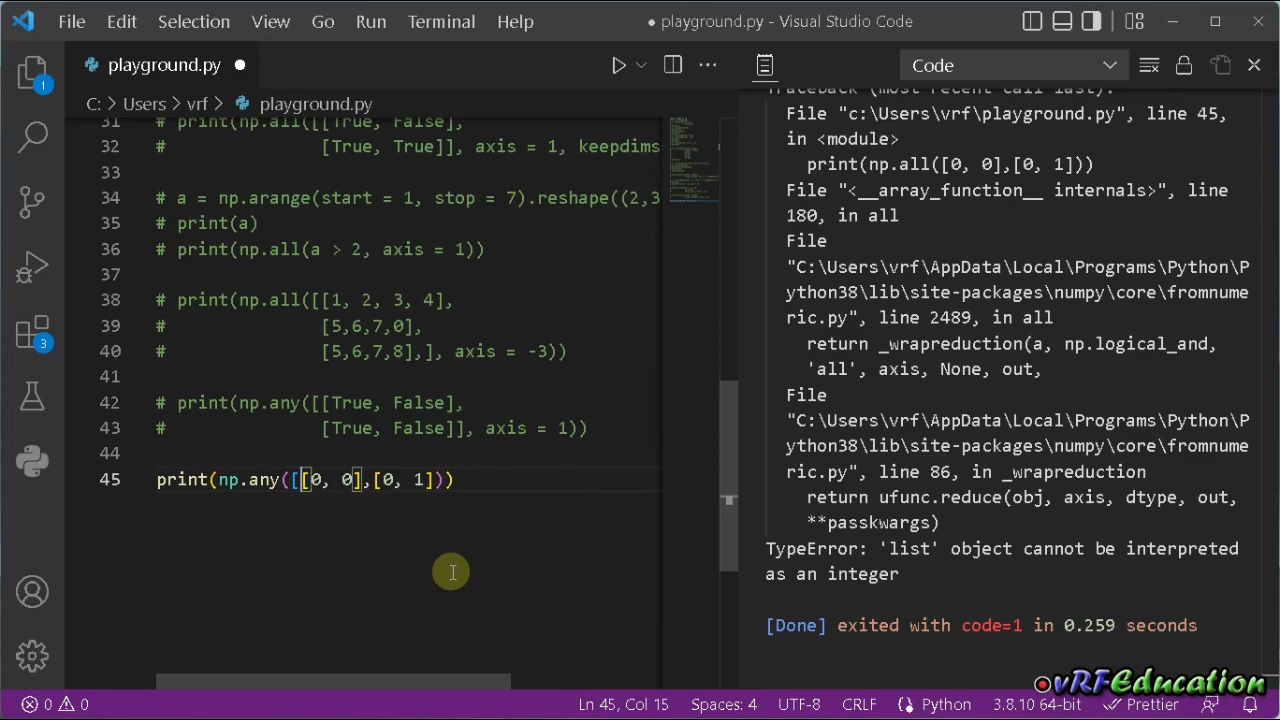 File Edit Selection View Go Run Terminal Help ● playground.py - Visual Studio Code
playground.py ●
Code
C: > Users > vrf > playground.py
31 # print(np.all([[True, False],
32 # [True, True]], axis = 1, keepdims
33
34 # a = np.arange(start = 1, stop = 7).reshape((2,3
35 # print(a)
36 # print(np.all(a > 2, axis = 1))
37
38 # print(np.all([[1, 2, 3, 4],
39 # [5,6,7,0],
40 # [5,6,7,8],], axis = -3))
41
42 # print(np.any([[True, False],
43 # [True, False]], axis = 1))
44
45 print(np.any([[0, 0],[0, 1]))
Traceback (most recent call last):
File "c:\Users\vrf\playground.py", line 45,
in <module>
print(np.all([0, 0],[0, 1]))
File "<__array_function__ internals>", line
180, in all
File
"C:\Users\vrf\AppData\Local\Programs\Python\P
ython38\lib\site-packages\numpy\core\fromnume
ric.py", line 2489, in all
return _wrapreduction(a, np.logical_and,
'all', axis, None, out,
File
"C:\Users\vrf\AppData\Local\Programs\Python\P
ython38\lib\site-packages\numpy\core\fromnume
ric.py", line 86, in _wrapreduction
return ufunc.reduce(obj, axis, dtype, out,
**passkwargs)
TypeError: 'list' object cannot be interpreted
as an integer
[Done] exited with code=1 in 0.259 seconds
1
3
vRFEducation
0 0 Ln 45, Col 15 Spaces: 4 UTF-8 CRLF Python 3.8.10 64-bit Prettier